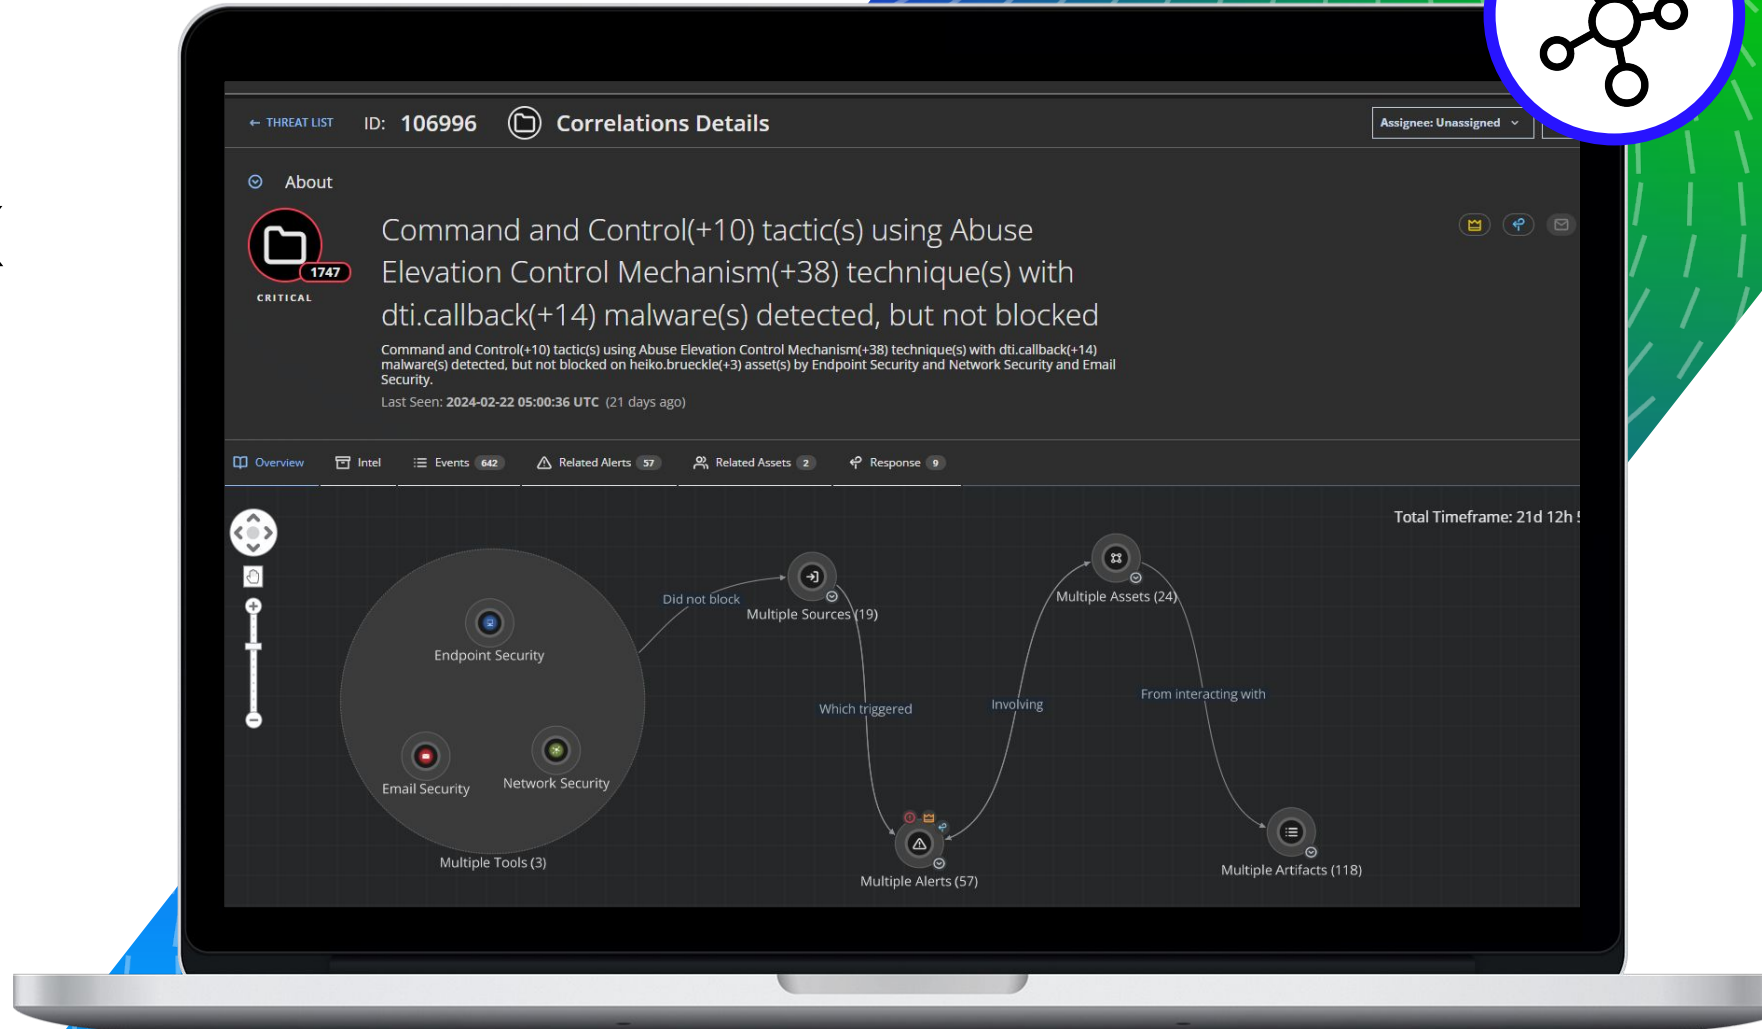 ← THREAT LIST
ID: 106996
Correlations Details
Assignee: Unassigned
About
1747
CRITICAL
Command and Control(+10) tactic(s) using Abuse
Elevation Control Mechanism(+38) technique(s) with
dti.callback(+14) malware(s) detected, but not blocked
Command and Control(+10) tactic(s) using Abuse Elevation Control Mechanism(+38) technique(s) with dti.callback(+14)
malware(s) detected, but not blocked on heiko.brueckle(+3) asset(s) by Endpoint Security and Network Security and Email
Security.
Last Seen: 2024-02-22 05:00:36 UTC (21 days ago)
Overview
Intel
Events 642
Related Alerts 57
Related Assets 2
Response 9
Total Timeframe: 21d 12h
Did not block
Multiple Sources (19)
Multiple Assets (24)
Endpoint Security
Which triggered
Involving
From interacting with
Email Security
Network Security
Multiple Tools (3)
Multiple Alerts (57)
Multiple Artifacts (118)